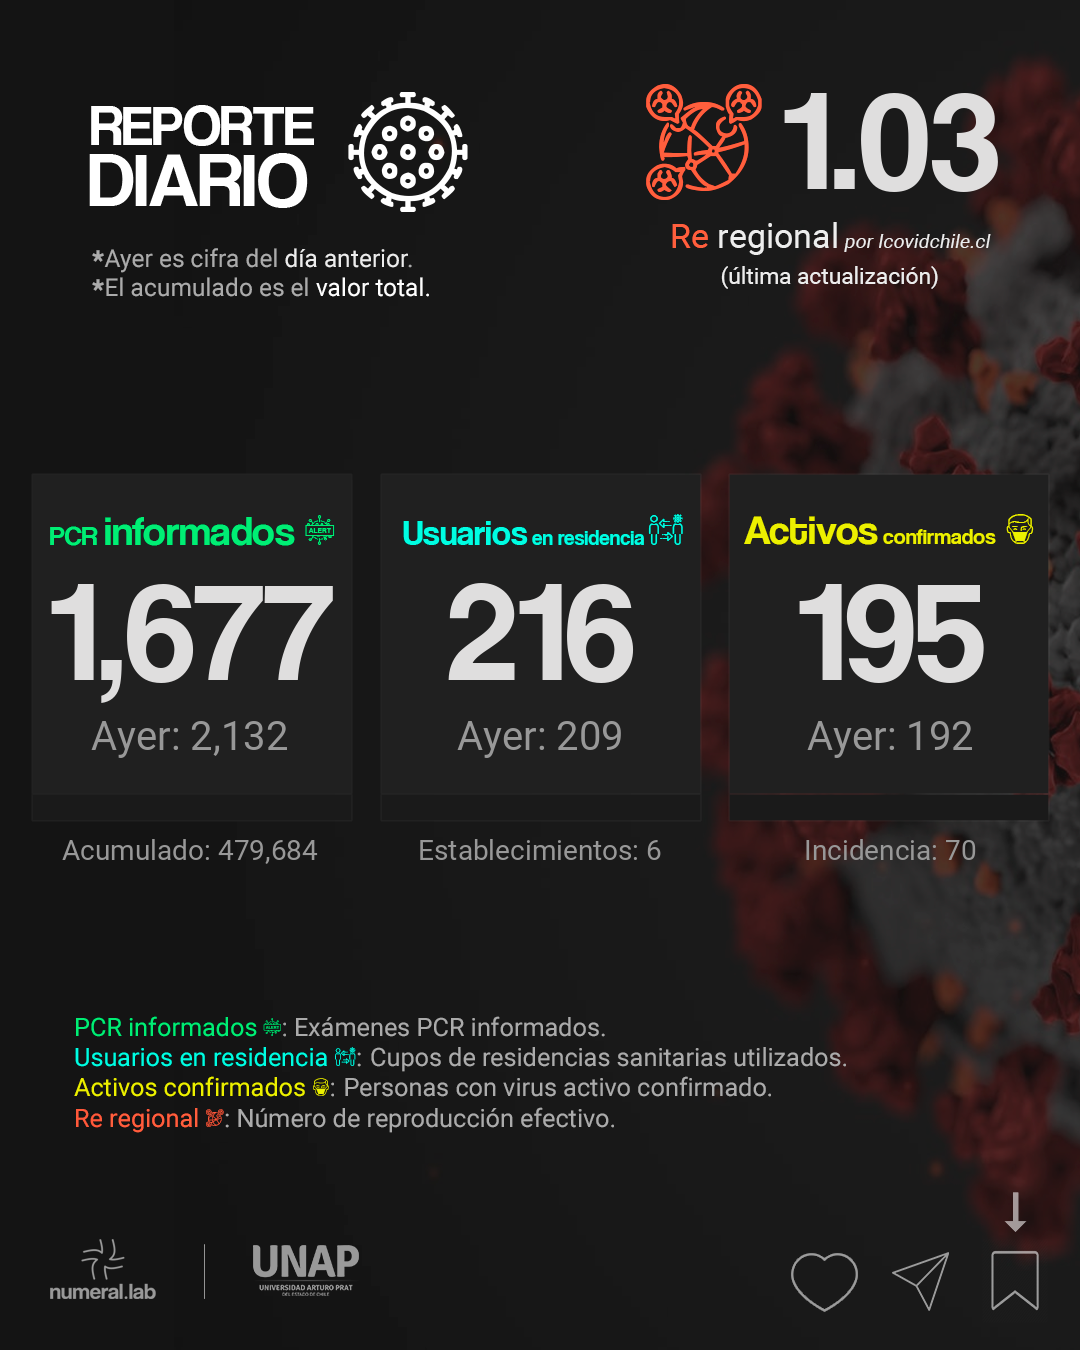 REPORTE
DIARIO
*Ayer es cifra del día anterior.
*El acumulado es el valor total.
1.03
Re regional por Icovidchile.cl
(última actualización)
PCR informados
ALERT
1,677
Ayer: 2,132
Acumulado: 479,684
Usuarios en residencia
216
Ayer: 209
Establecimientos: 6
Activos confirmados
195
Ayer: 192
Incidencia: 70
PCR informados : Exámenes PCR informados.
Usuarios en residencia : Cupos de residencias sanitarias utilizados.
Activos confirmados : Personas con virus activo confirmado.
Re regional : Número de reproducción efectivo.
numeral.lab
UNAP
UNIVERSIDAD ARTURO PRAT
DEL ESTADO DE CHILE